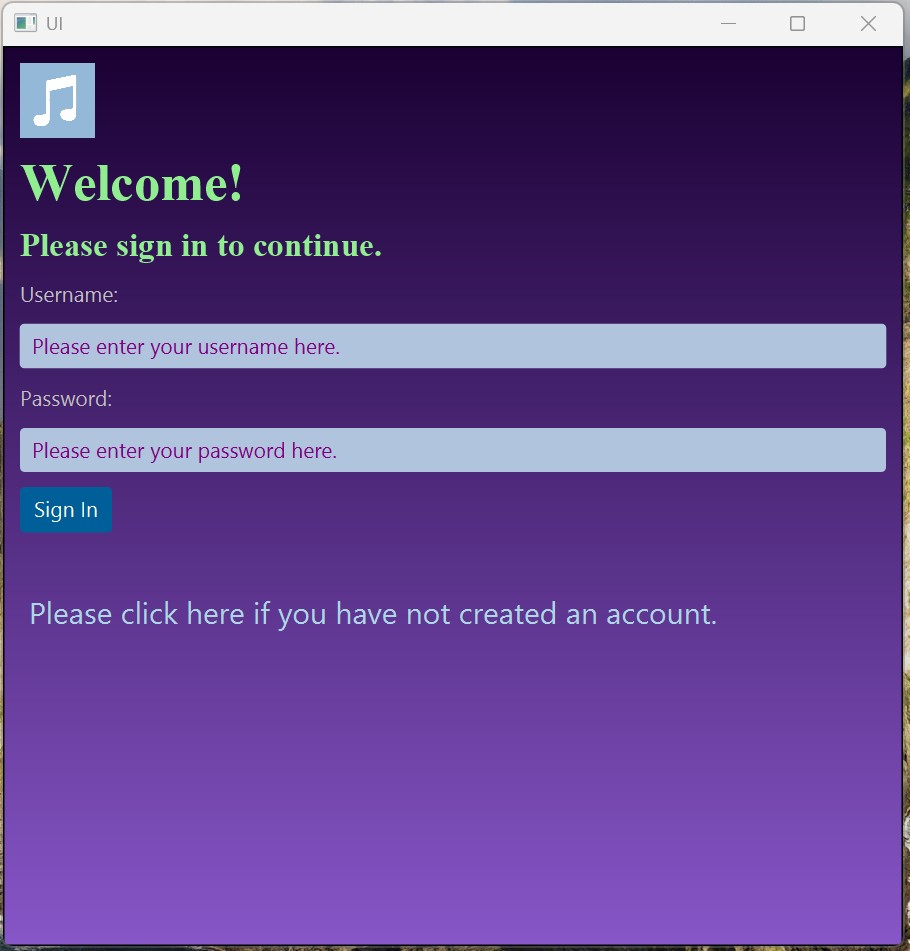 UI
Welcome!
Please sign in to continue.
Username:
Please enter your username here.
Password:
Please enter your password here.
Sign In
Please click here if you have not created an account.